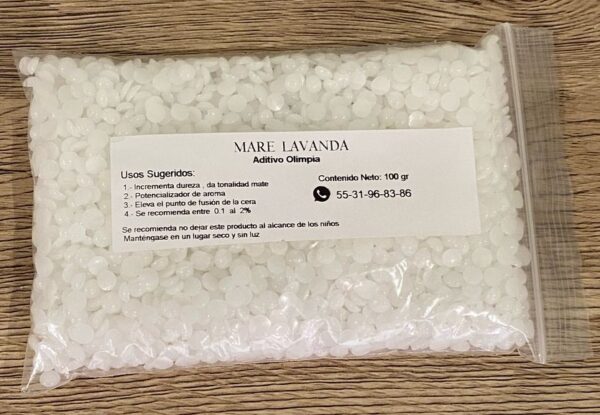 MARE LAVANDA
Aditivo Olimpia
Usos Sugeridos:
1.- Incrementa dureza , da tonalidad mate
2.- Potencializador de aroma
3.- Eleva el punto de fusión de la cera
4.- Se recomienda entre 0.1 al 2%
Contenido Neto: 100 gr
55-31-96-83-86
Se recomienda no dejar este producto al alcance de los niños
Manténgase en un lugar seco y sin luz